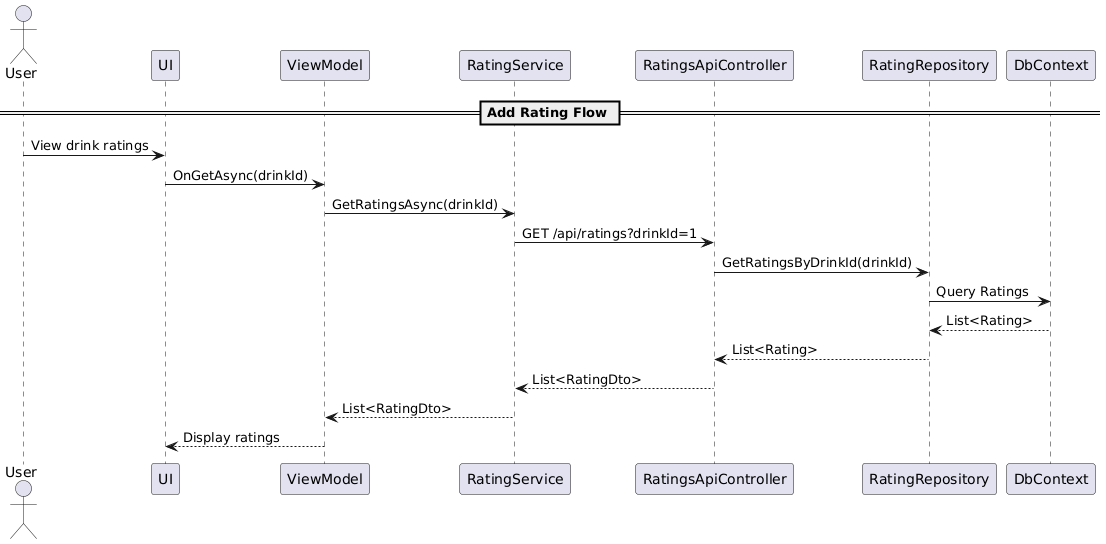 User
UI
ViewModel
RatingService
RatingsApiController
RatingRepository
DbContext
Add Rating Flow
View drink ratings
OnGetAsync(drinkId)
GetRatingsAsync(drinkId)
GET /api/ratings?drinkId=1
GetRatingsByDrinkId(drinkId)
Query Ratings
List<Rating>
List<Rating>
List<RatingDto>
List<RatingDto>
Display ratings
User
UI
ViewModel
RatingService
RatingsApiController
RatingRepository
DbContext